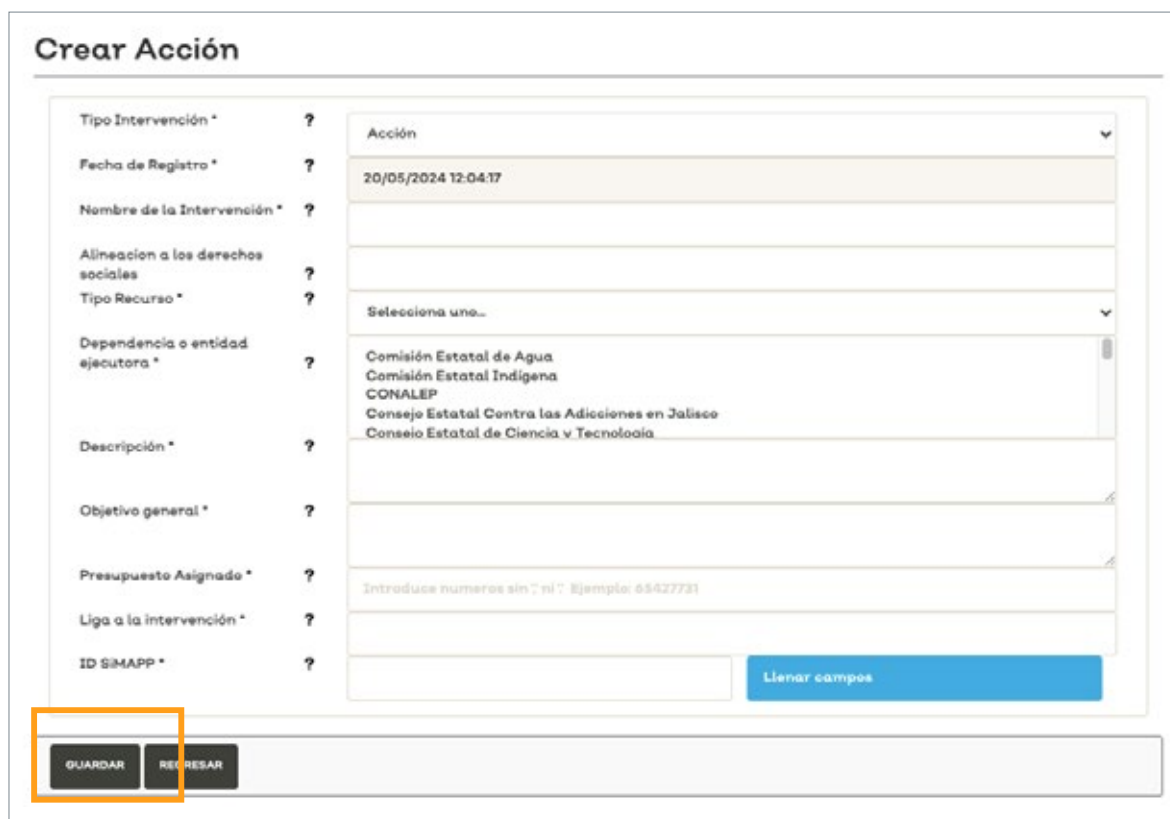 Crear Acción
Tipo Intervención * ? Acción
Fecha de Registro * ? 20/05/2024 12:04:17
Nombre de la Intervención * ?
Alineacion a los derechos
sociales ?
Tipo Recurso * ? Selecciona uno...
Dependencia o entidad
ejecutora * ?
Comisión Estatal de Agua
Comisión Estatal Indígena
CONALEP
Consejo Estatal Contra las Adicciones en Jalisco
Consejo Estatal de Ciencia y Tecnología
Descripción * ?
Objetivo general * ?
Presupuesto Asignado * ? Introduce numeros sin ni Ejemplo: 65427731
Liga a la intervención * ?
ID SiMAPP * ? Llenar campos
GUARDAR REGRESAR